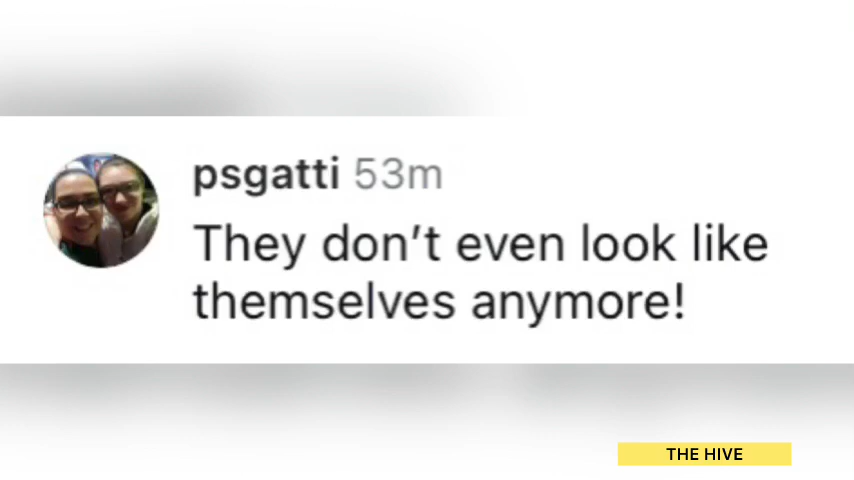 psgatti 53m
They don’t even look like
themselves anymore!
THE HIVE